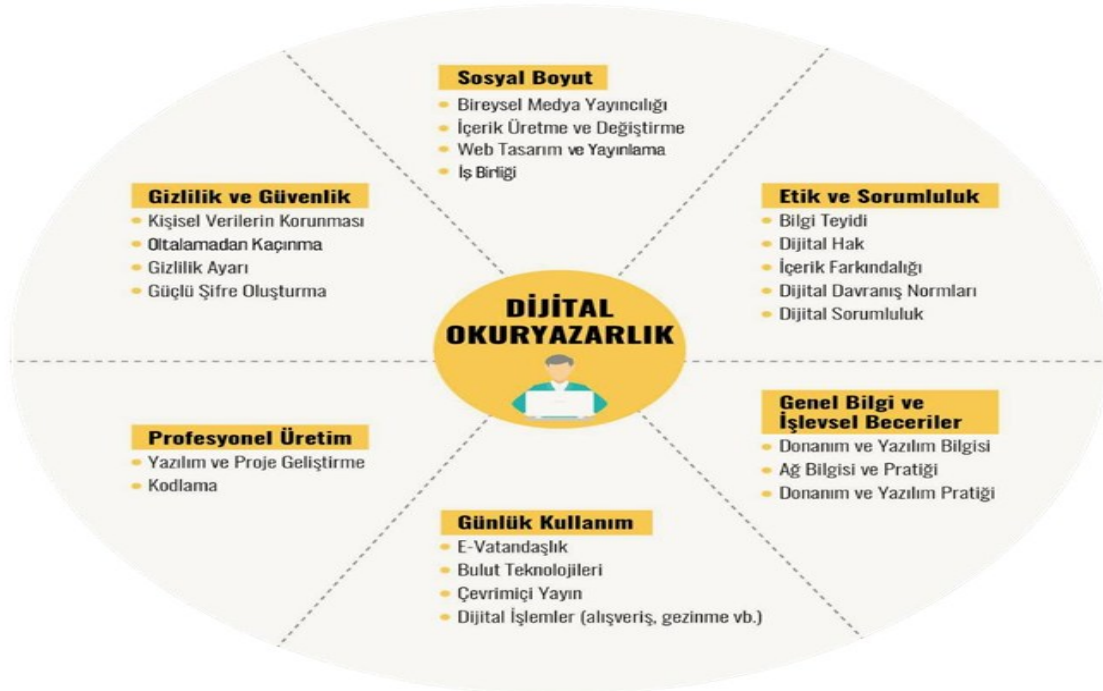 Sosyal Boyut
Bireysel Medya Yayıncılığı
İçerik Üretme ve Değiştirme
Web Tasarım ve Yayınlama
İş Birliği
Gizlilik ve Güvenlik
Kişisel Verilerin Korunması
Oltalamadan Kaçınma
Gizlilik Ayarı
Güçlü Şifre Oluşturma
Etik ve Sorumluluk
Bilgi Teyidi
Dijital Hak
İçerik Farkındalığı
Dijital Davranış Normları
Dijital Sorumluluk
DİJİTAL
OKURYAZARLIK
Profesyonel Üretim
Yazılım ve Proje Geliştirme
Kodlama
Genel Bilgi ve
İşlevsel Beceriler
Donanım ve Yazılım Bilgisi
Ağ Bilgisi ve Pratiği
Donanım ve Yazılım Pratiği
Günlük Kullanım
E-Vatandaşlık
Bulut Teknolojileri
Çevrimiçi Yayın
Dijital İşlemler (alışveriş, gezinme vb.)